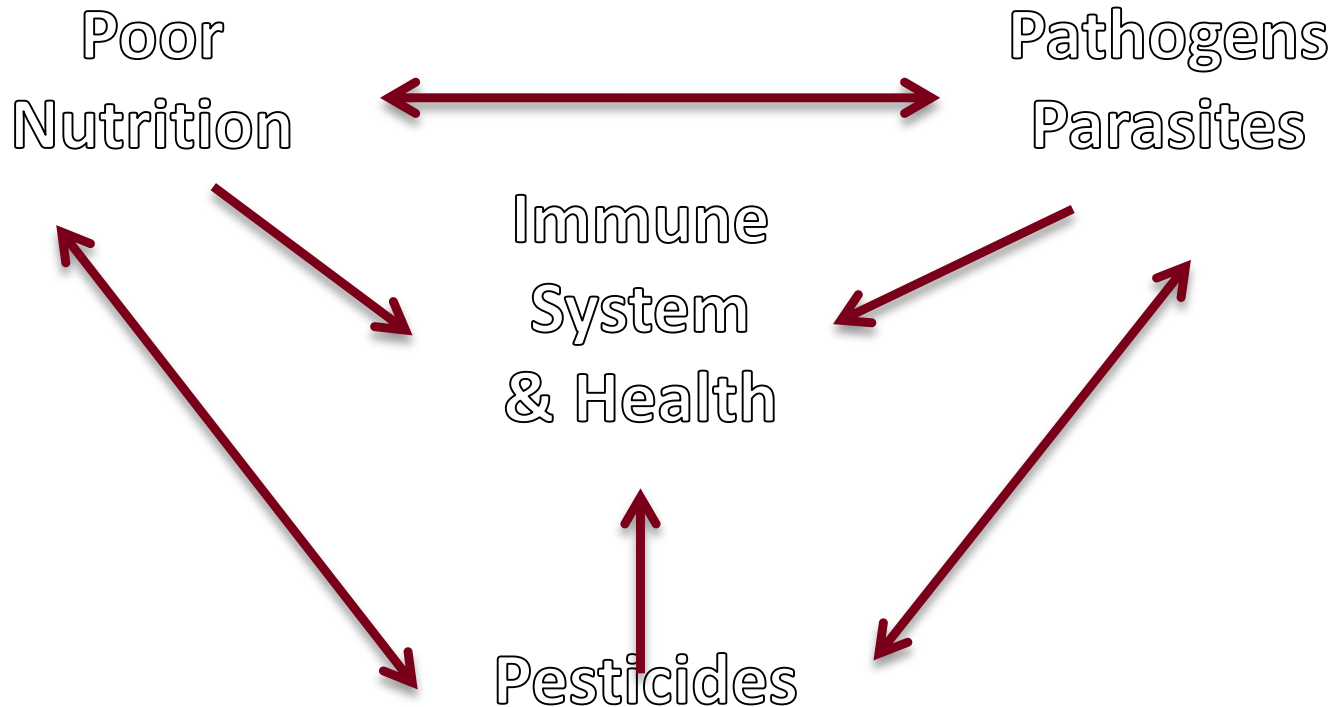 Poor
Nutrition
Pathogens
Parasites
Immune
System
& Health
Pesticides